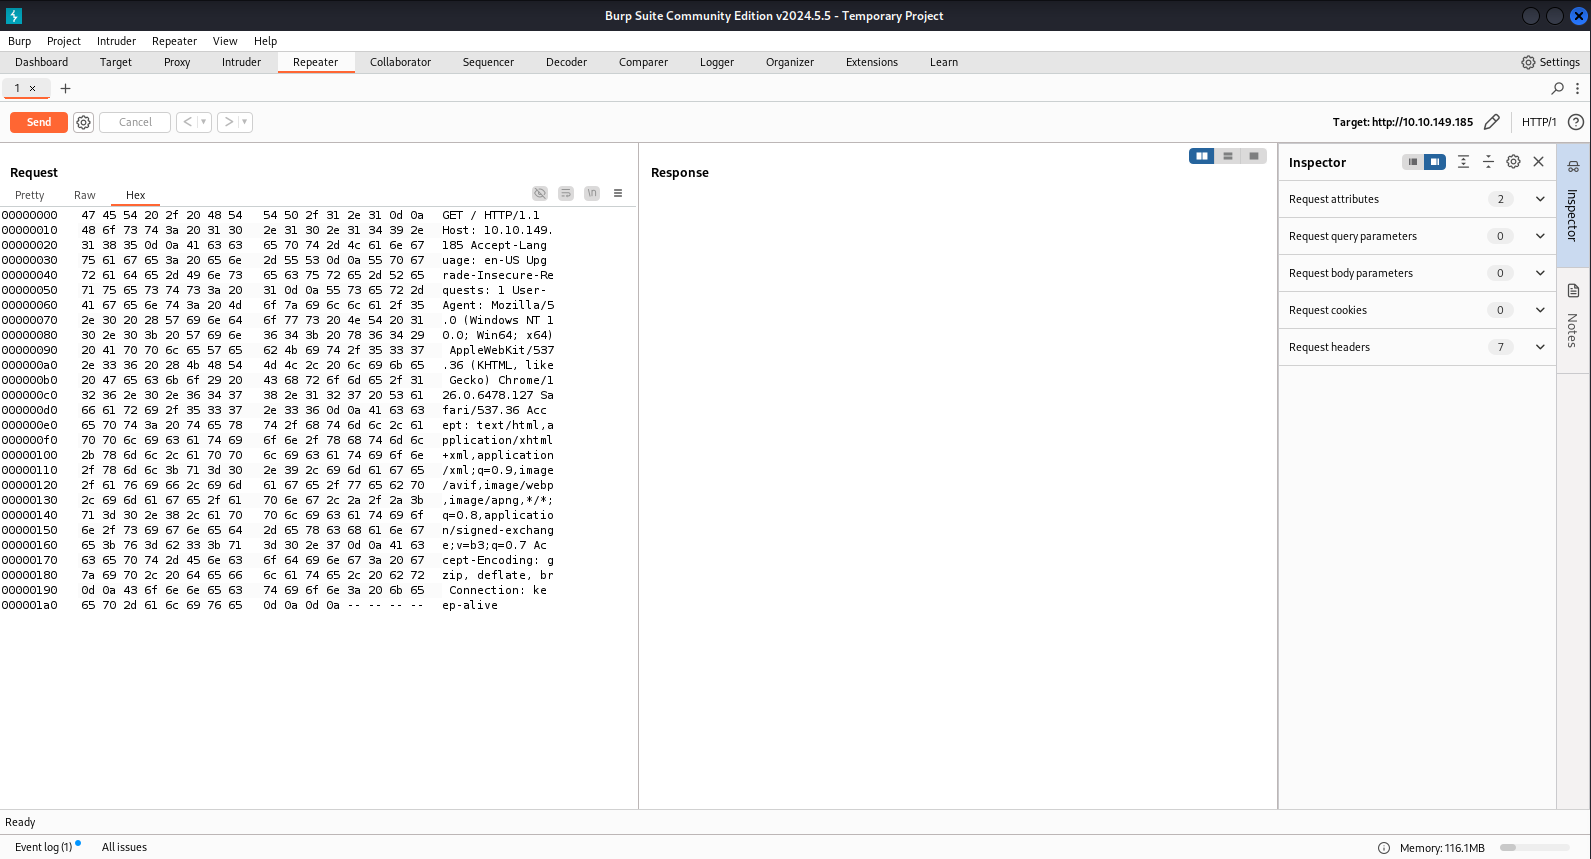 Burp Suite Community Edition v2024.5.5 - Temporary Project
Burp Project Intruder Repeater View Help
Dashboard Target Proxy Intruder Repeater Collaborator Sequencer Decoder Comparer Logger Organizer Extensions Learn Settings
1 × +
Send Cancel < > Target: http://10.10.149.185 HTTP/1 ?
Request
Pretty Raw Hex \n
00000000 47 45 54 20 2f 20 48 54 54 50 2f 31 2e 31 0d 0a GET / HTTP/1.1
00000010 48 6f 73 74 3a 20 31 30 2e 31 30 2e 31 34 39 2e Host: 10.10.149.
00000020 31 38 35 0d 0a 41 63 63 65 70 74 2d 4c 61 6e 67 185 Accept-Lang
00000030 75 61 67 65 3a 20 65 6e 2d 55 53 0d 0a 55 70 67 uage: en-US Upg
00000040 72 61 64 65 2d 49 6e 73 65 63 75 72 65 2d 52 65 rade-Insecure-Re
00000050 71 75 65 73 74 73 3a 20 31 0d 0a 55 73 65 72 2d quests: 1 User-
00000060 41 67 65 6e 74 3a 20 4d 6f 7a 69 6c 6c 61 2f 35 Agent: Mozilla/5
00000070 2e 30 20 28 57 69 6e 64 6f 77 73 20 4e 54 20 31 .0 (Windows NT 1
00000080 30 2e 30 3b 20 57 69 6e 36 34 3b 20 78 36 34 29 0.0; Win64; x64)
00000090 20 41 70 70 6c 65 57 65 62 4b 69 74 2f 35 33 37 AppleWebKit/537
000000a0 2e 33 36 20 28 4b 48 54 4d 4c 2c 20 6c 69 6b 65 .36 (KHTML, like
000000b0 20 47 65 63 6b 6f 29 20 43 68 72 6f 6d 65 2f 31 Gecko) Chrome/1
000000c0 32 36 2e 30 2e 36 34 37 38 2e 31 32 37 20 53 61 26.0.6478.127 Sa
000000d0 66 61 72 69 2f 35 33 37 2e 33 36 0d 0a 41 63 63 fari/537.36 Acc
000000e0 65 70 74 3a 20 74 65 78 74 2f 68 74 6d 6c 2c 61 ept: text/html,a
000000f0 70 70 6c 69 63 61 74 69 6f 6e 2f 78 68 74 6d 6c pplication/xhtml
00000100 2b 78 6d 6c 2c 61 70 70 6c 69 63 61 74 69 6f 6e +xml,application
00000110 2f 78 6d 6c 3b 71 3d 30 2e 39 2c 69 6d 61 67 65 /xml;q=0.9,image
00000120 2f 61 76 69 66 2c 69 6d 61 67 65 2f 77 65 62 70 /avif,image/webp
00000130 2c 69 6d 61 67 65 2f 61 70 6e 67 2c 2a 2f 2a 3b ,image/apng,*/*;
00000140 71 3d 30 2e 38 2c 61 70 70 6c 69 63 61 74 69 6f q=0.8,applicatio
00000150 6e 2f 73 69 67 6e 65 64 2d 65 78 63 68 61 6e 67 n/signed-exchang
00000160 65 3b 76 3d 62 33 3b 71 3d 30 2e 37 0d 0a 41 63 e;v=b3;q=0.7 Ac
00000170 63 65 70 74 2d 45 6e 63 6f 64 69 6e 67 3a 20 67 cept-Encoding: g
00000180 7a 69 70 2c 20 64 65 66 6c 61 74 65 2c 20 62 72 zip, deflate, br
00000190 0d 0a 43 6f 6e 6e 65 63 74 69 6f 6e 3a 20 6b 65 Connection: ke
000001a0 65 70 2d 61 6c 69 76 65 0d 0a 0d 0a -- -- -- -- ep-alive
Response
Inspector
Request attributes 2
Request query parameters 0
Request body parameters 0
Request cookies 0
Request headers 7
Inspector
Notes
Ready
Event log (1) All issues Memory: 116.1MB